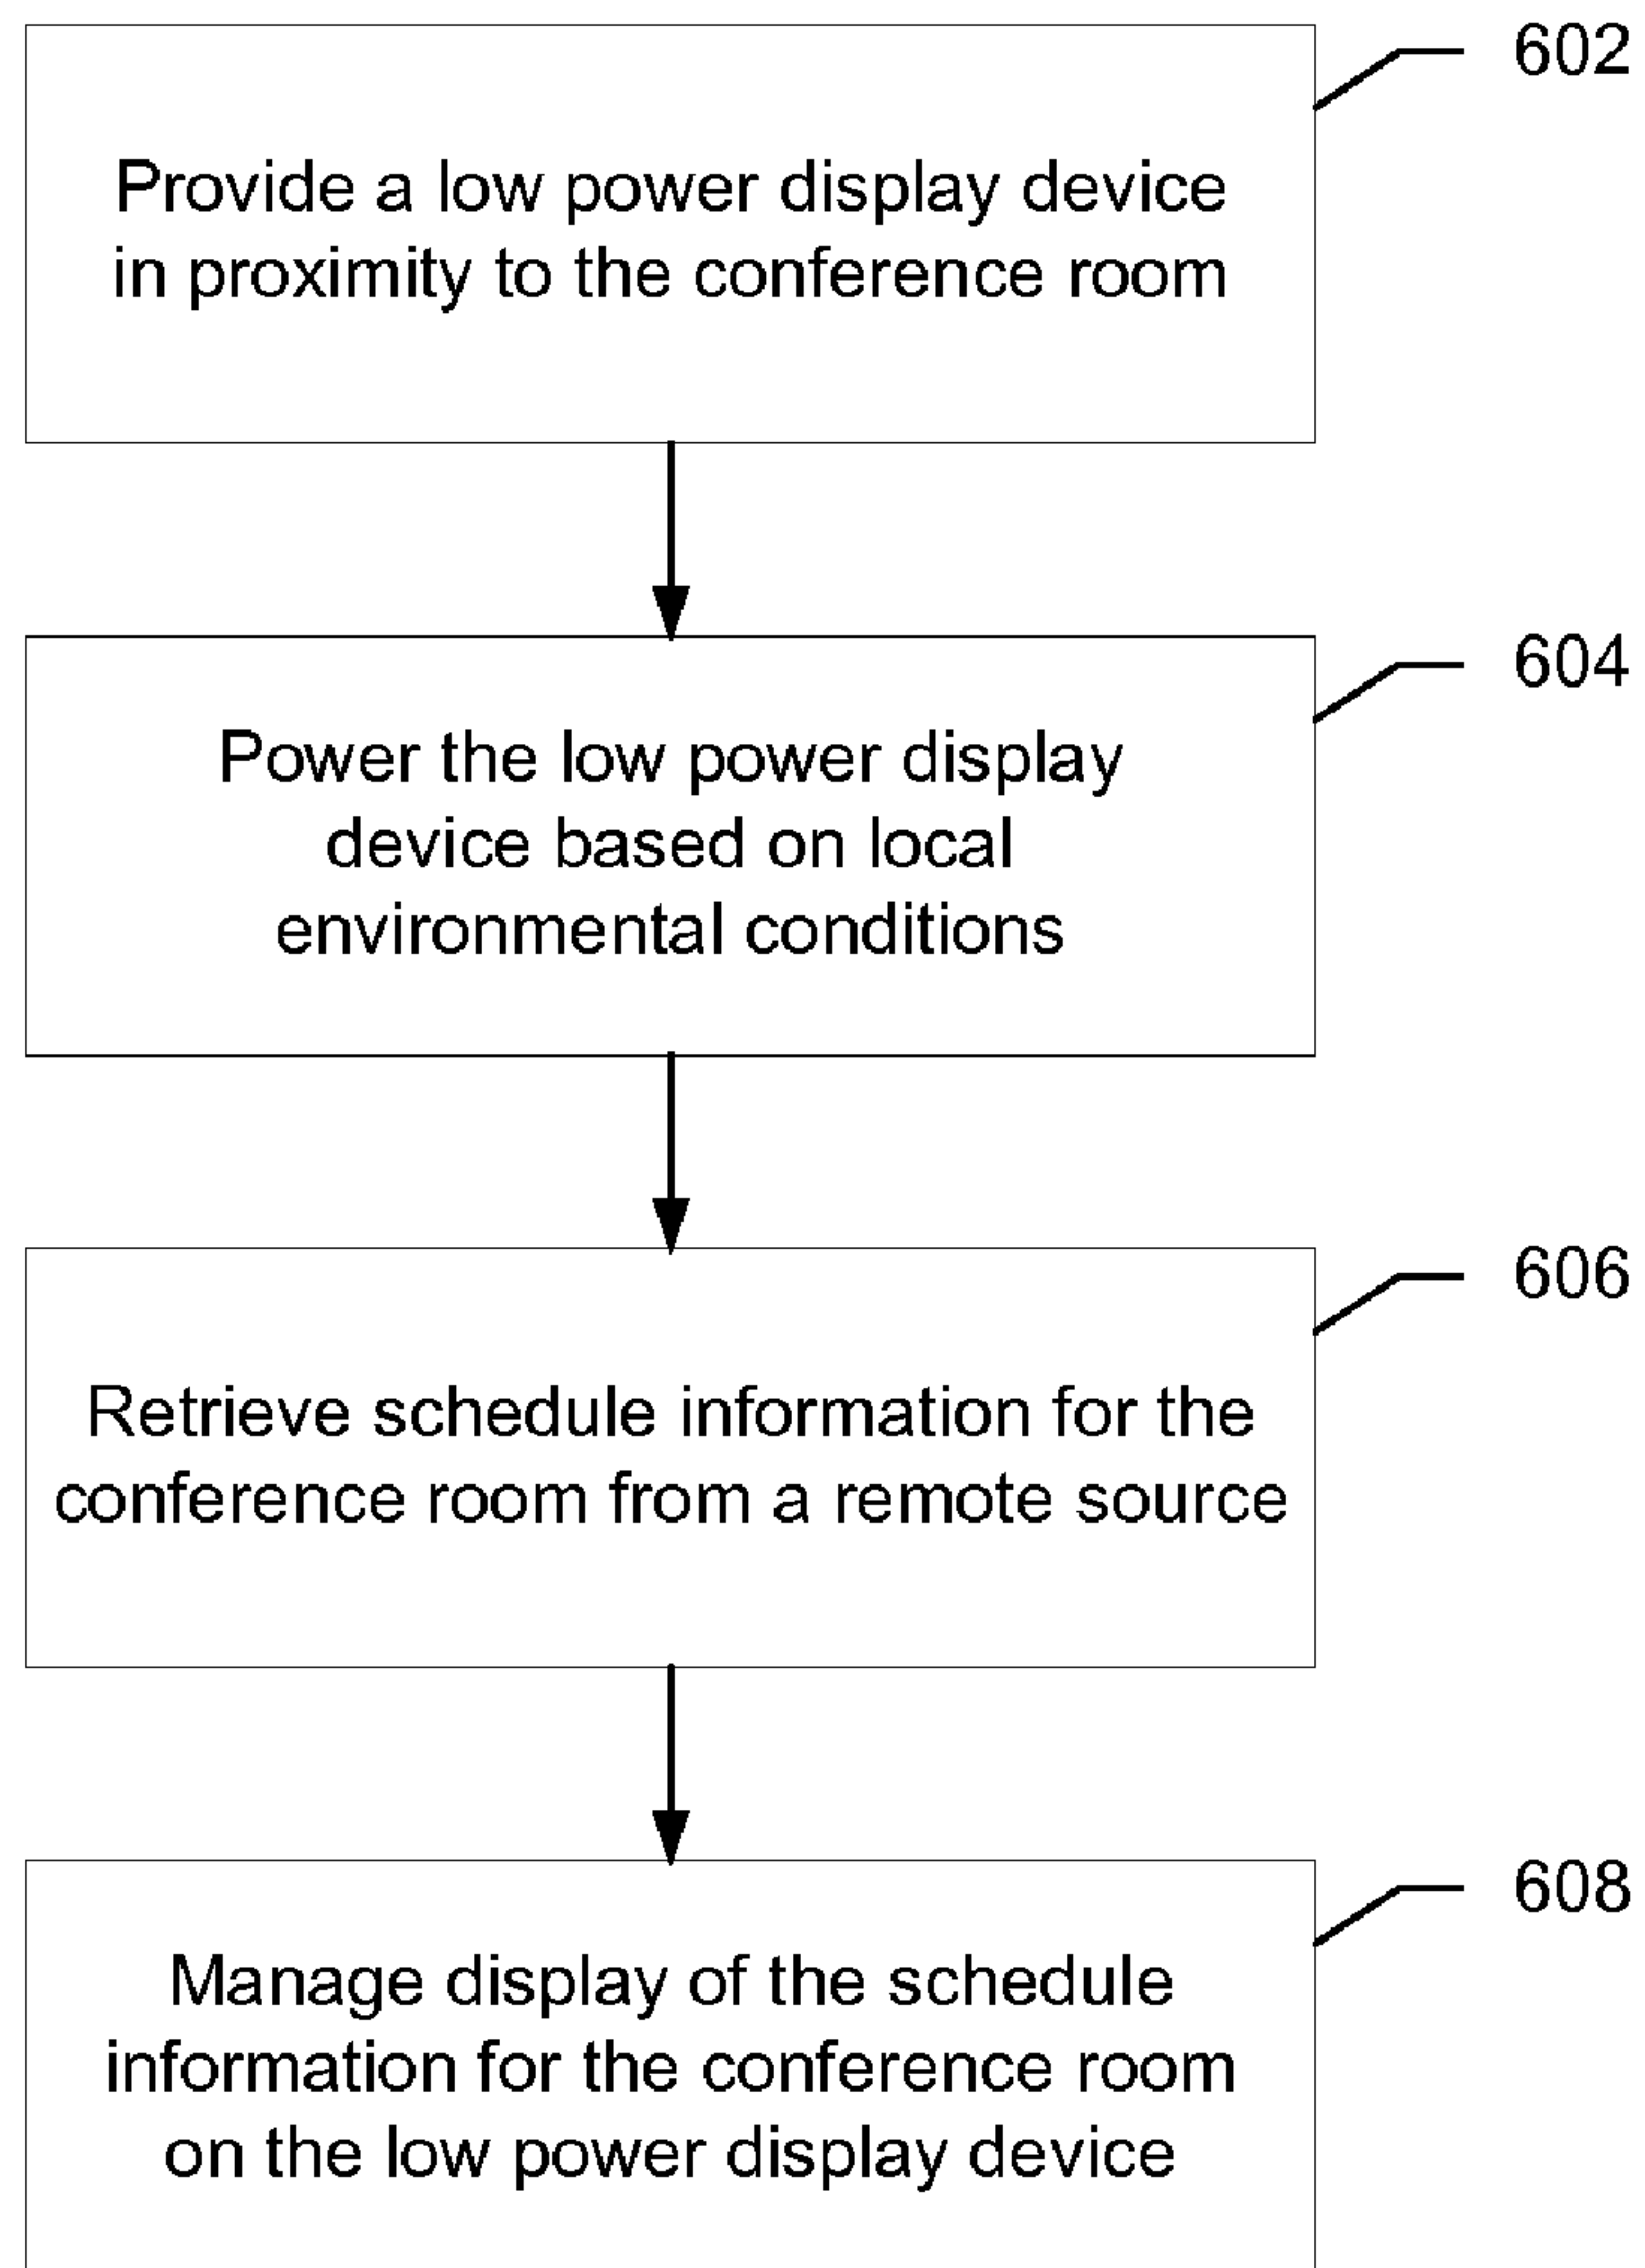 602
Provide a low power display device
in proximity to the conference room
604
Power the low power display
device based on local
environmental conditions
606
Retrieve schedule information for the
conference room from a remote source
608
Manage display of the schedule
information for the conference room
on the low power display device